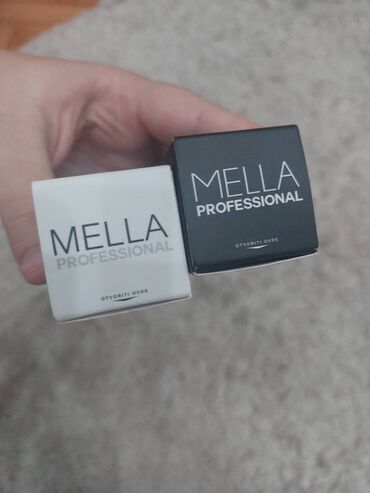 MELLA
PROFESSIONAL
OTVORITI OVDE
MELLA
PROFESSIONAL
OTVORITI OVDE